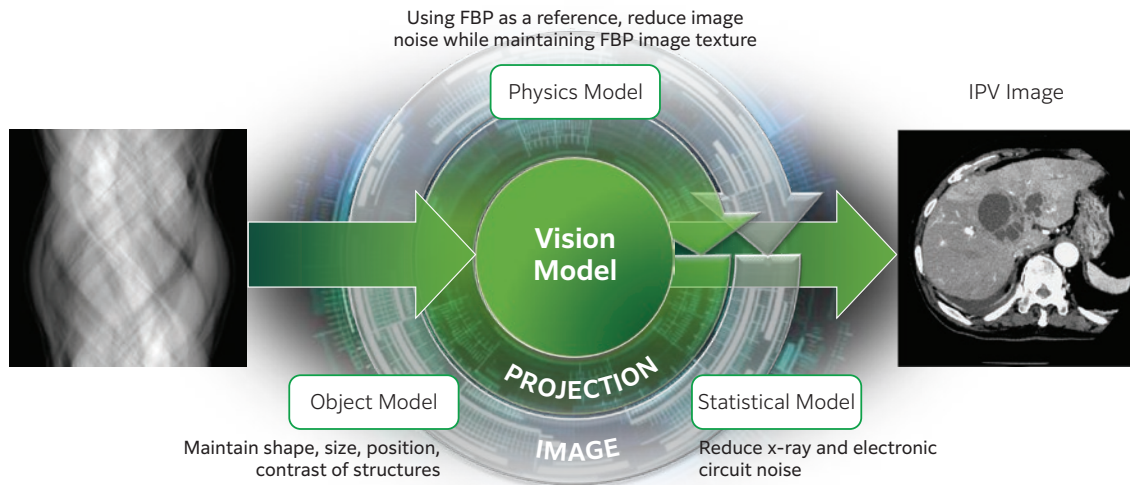 Using FBP as a reference, reduce image
noise while maintaining FBP image texture
Physics Model
IPV Image
Vision
Model
PROJECTION
IMAGE
Object Model
Maintain shape, size, position,
contrast of structures
Statistical Model
Reduce x-ray and electronic
circuit noise